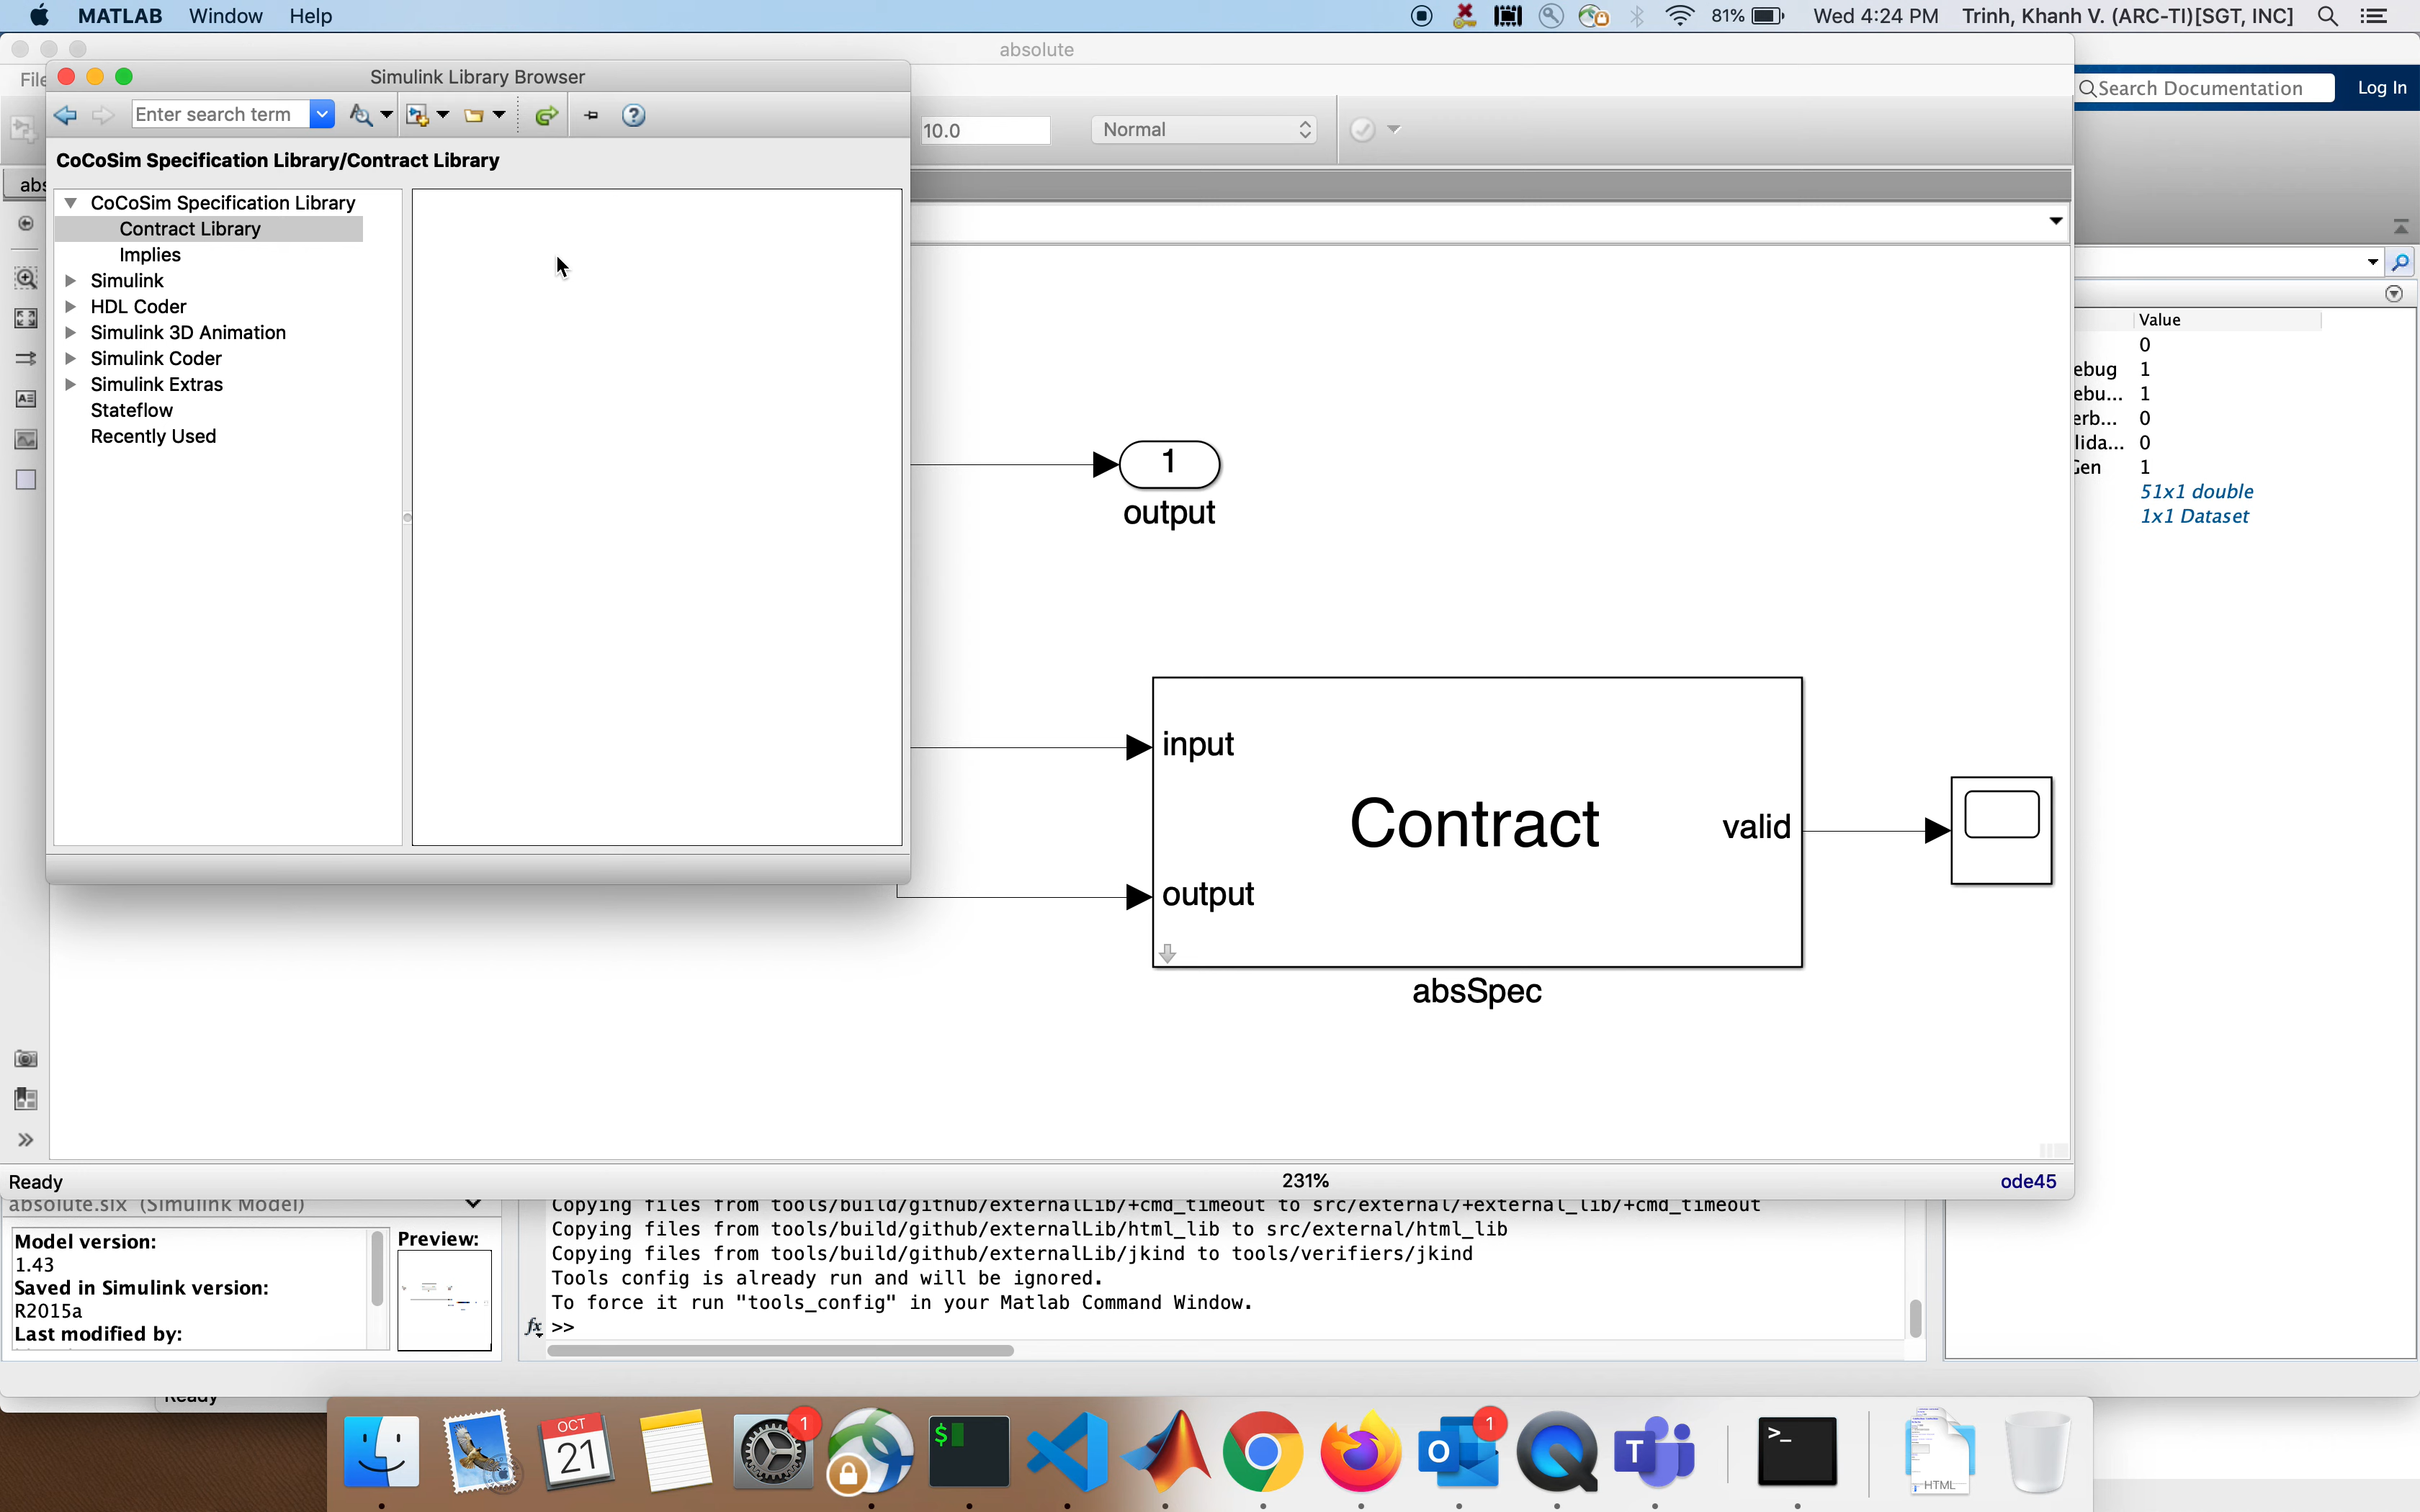 MATLAB Window Help
81% Wed 4:24 PM Trinh, Khanh V. (ARC-TI)[SGT, INC]
absolute
File
Simulink Library Browser
Enter search term
Search Documentation Log In
10.0 Normal
CoCoSim Specification Library/Contract Library
abs
CoCoSim Specification Library
Contract Library
Implies
Simulink
HDL Coder
Simulink 3D Animation
Simulink Coder
Simulink Extras
Stateflow
Recently Used
Value
0
ebug 1
ebu... 1
erb... 0
lida... 0
Gen 1
51x1 double
1x1 Dataset
1
output
input
Contract
valid
output
absSpec
Ready 231% ode45
absolute.slx (Simulink Model)
Model version:
1.43
Saved in Simulink version:
R2015a
Last modified by:
Preview:
Copying files from tools/build/github/externalLib/+cmd_timeout to src/external/+external_lib/+cmd_timeout
Copying files from tools/build/github/externalLib/html_lib to src/external/html_lib
Copying files from tools/build/github/externalLib/jkind to tools/verifiers/jkind
Tools config is already run and will be ignored.
To force it run "tools_config" in your Matlab Command Window.
fx >>
Ready
OCT
21
1
$
O
1
T
>_
HTML